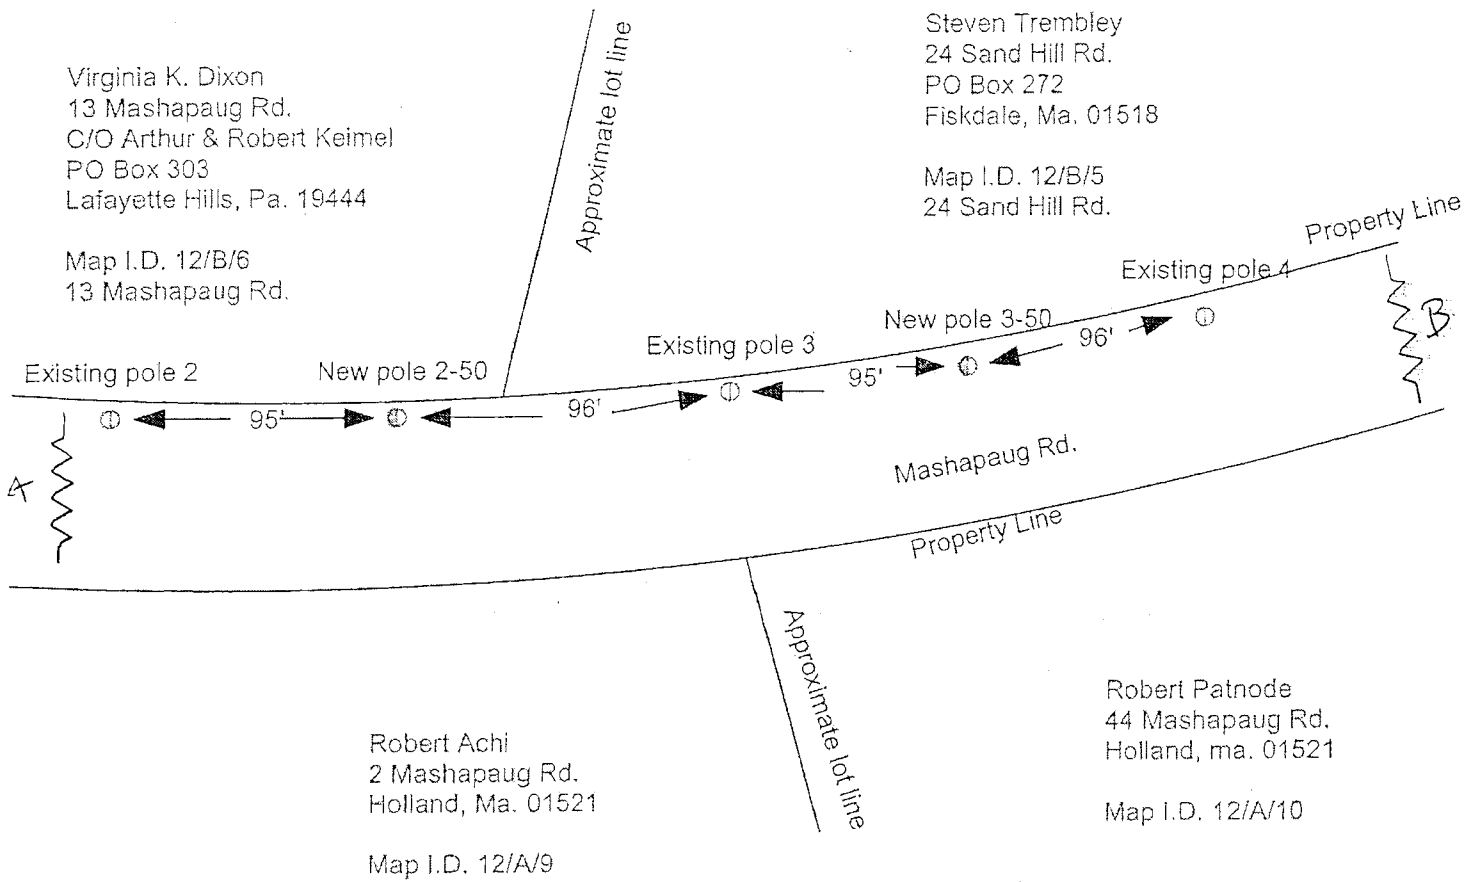 Virginia K. Dixon
13 Mashapaug Rd.
C/O Arthur & Robert Keimel
PO Box 303
Lafayette Hills, Pa. 19444
Map I.D. 12/B/6
13 Mashapaug Rd.
Approximate lot line
Steven Trembley
24 Sand Hill Rd.
PO Box 272
Fiskdale, Ma. 01518
Map I.D. 12/B/5
24 Sand Hill Rd.
Property Line
Existing pole 2
New pole 2-50
Existing pole 3
New pole 3-50
Existing pole 4
95'
96'
95'
96'
A
B
Mashapaug Rd.
Property Line
Approximate lot line
Robert Achi
2 Mashapaug Rd.
Holland, Ma. 01521
Map I.D. 12/A/9
Robert Patnode
44 Mashapaug Rd.
Holland, ma. 01521
Map I.D. 12/A/10